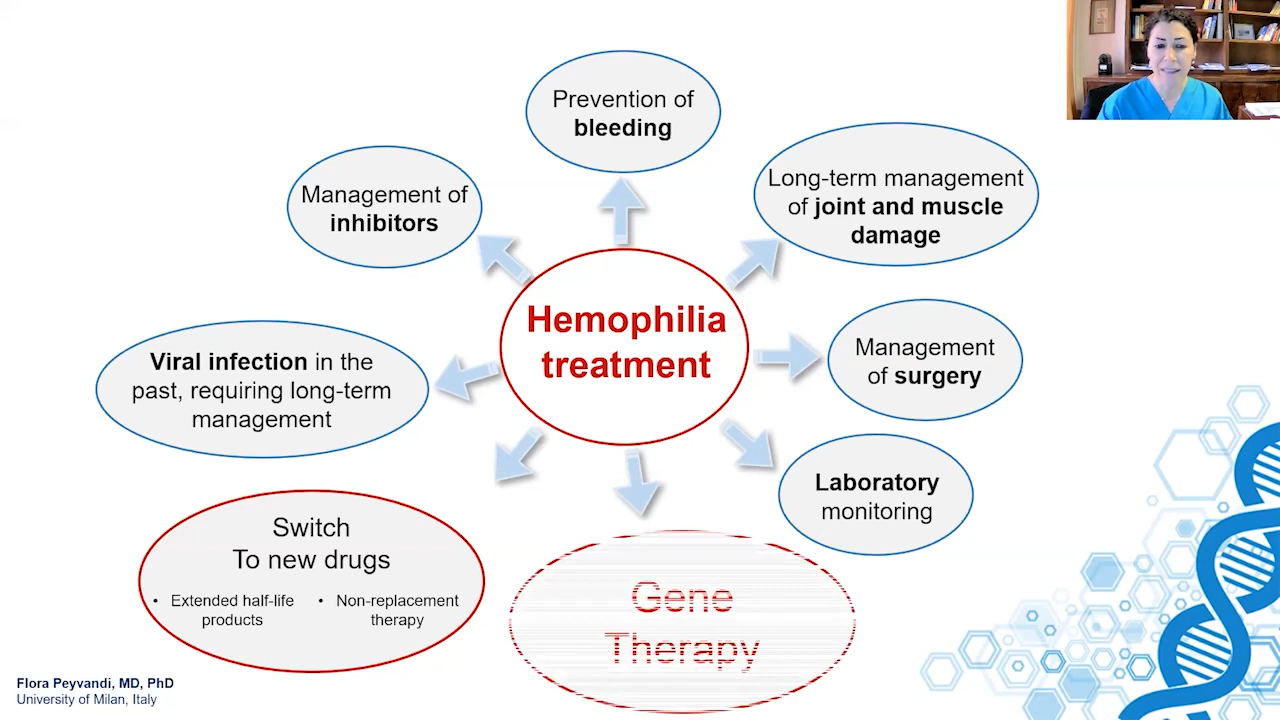 Prevention of
bleeding
Management of
inhibitors
Long-term management
of joint and muscle
damage
Hemophilia
treatment
Viral infection in the
past, requiring long-term
management
Management
of surgery
Laboratory
monitoring
Switch
To new drugs
• Extended half-life
products
• Non-replacement
therapy
Gene
Therapy
Flora Peyvandi, MD, PhD
University of Milan, Italy